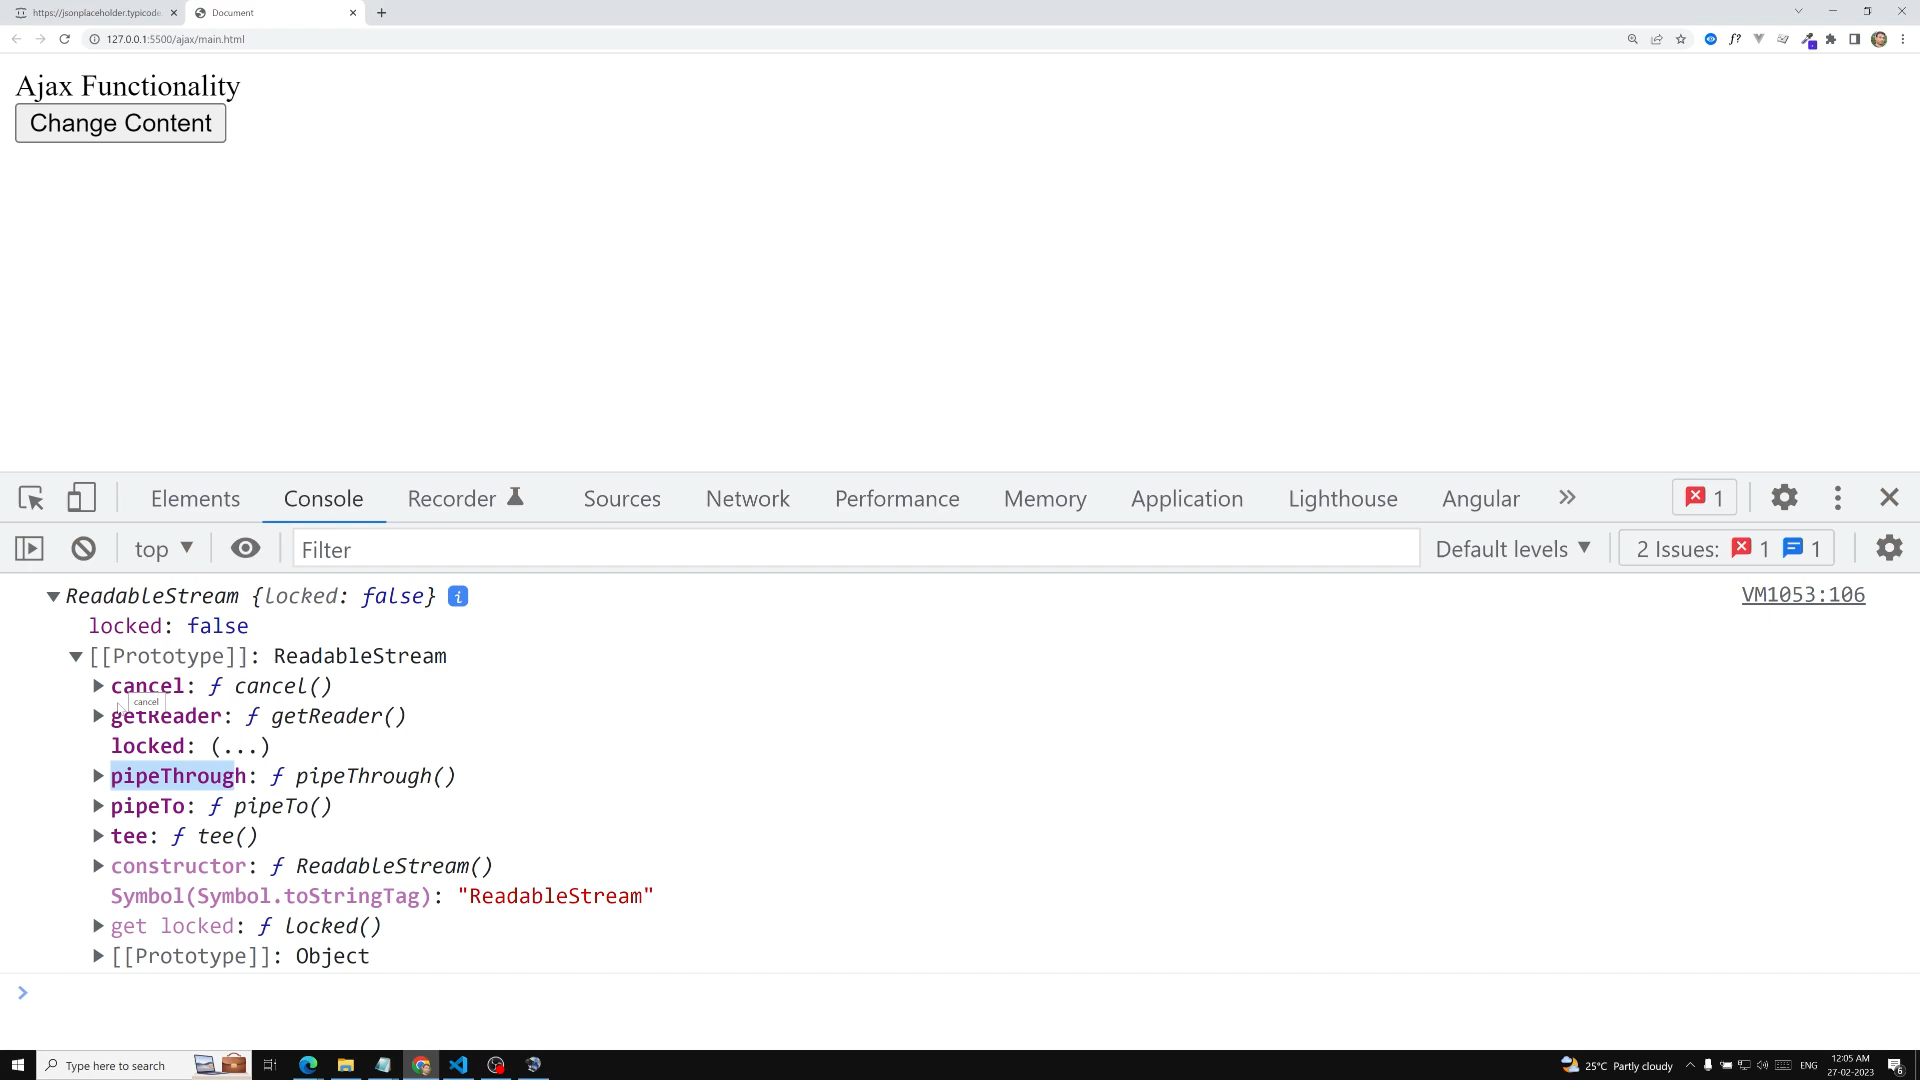 https://jsonplaceholder.typicode.
Document
127.0.0.1:5500/ajax/main.html
f?
Ajax Functionality
Change Content
Elements
Console
Recorder
Sources
Network
Performance
Memory
Application
Lighthouse
Angular
1
top
Filter
Default levels
2 Issues: 1 1
ReadableStream {locked: false} i
VM1053:106
locked: false
[[Prototype]]: ReadableStream
cancel: ƒ cancel()
cancel
getReader: ƒ getReader()
locked: (...)
pipeThrough: ƒ pipeThrough()
pipeTo: ƒ pipeTo()
tee: ƒ tee()
constructor: ƒ ReadableStream()
Symbol(Symbol.toStringTag): "ReadableStream"
get locked: ƒ locked()
[[Prototype]]: Object
Type here to search
25°C Partly cloudy
ENG
12:05 AM
27-02-2023
6